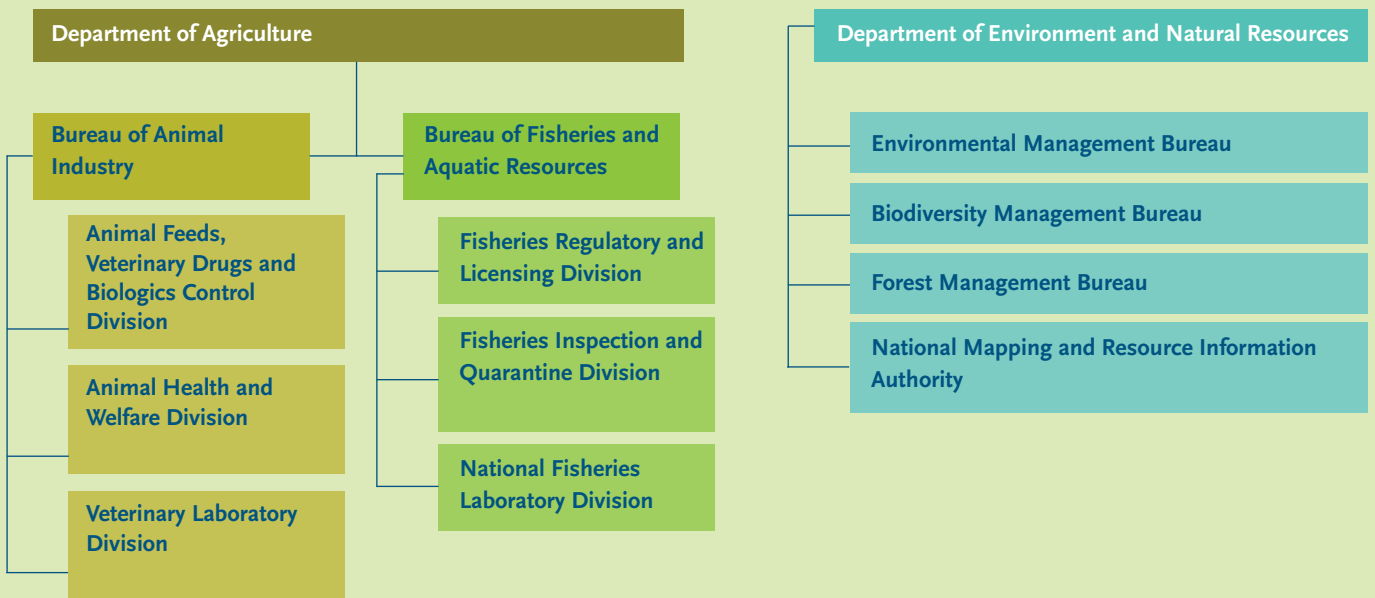 Department of Agriculture
Bureau of Animal
Industry
Animal Feeds,
Veterinary Drugs and
Biologics Control
Division
Animal Health and
Welfare Division
Veterinary Laboratory
Division
Bureau of Fisheries and
Aquatic Resources
Fisheries Regulatory and
Licensing Division
Fisheries Inspection and
Quarantine Division
National Fisheries
Laboratory Division
Department of Environment and Natural Resources
Environmental Management Bureau
Biodiversity Management Bureau
Forest Management Bureau
National Mapping and Resource Information
Authority